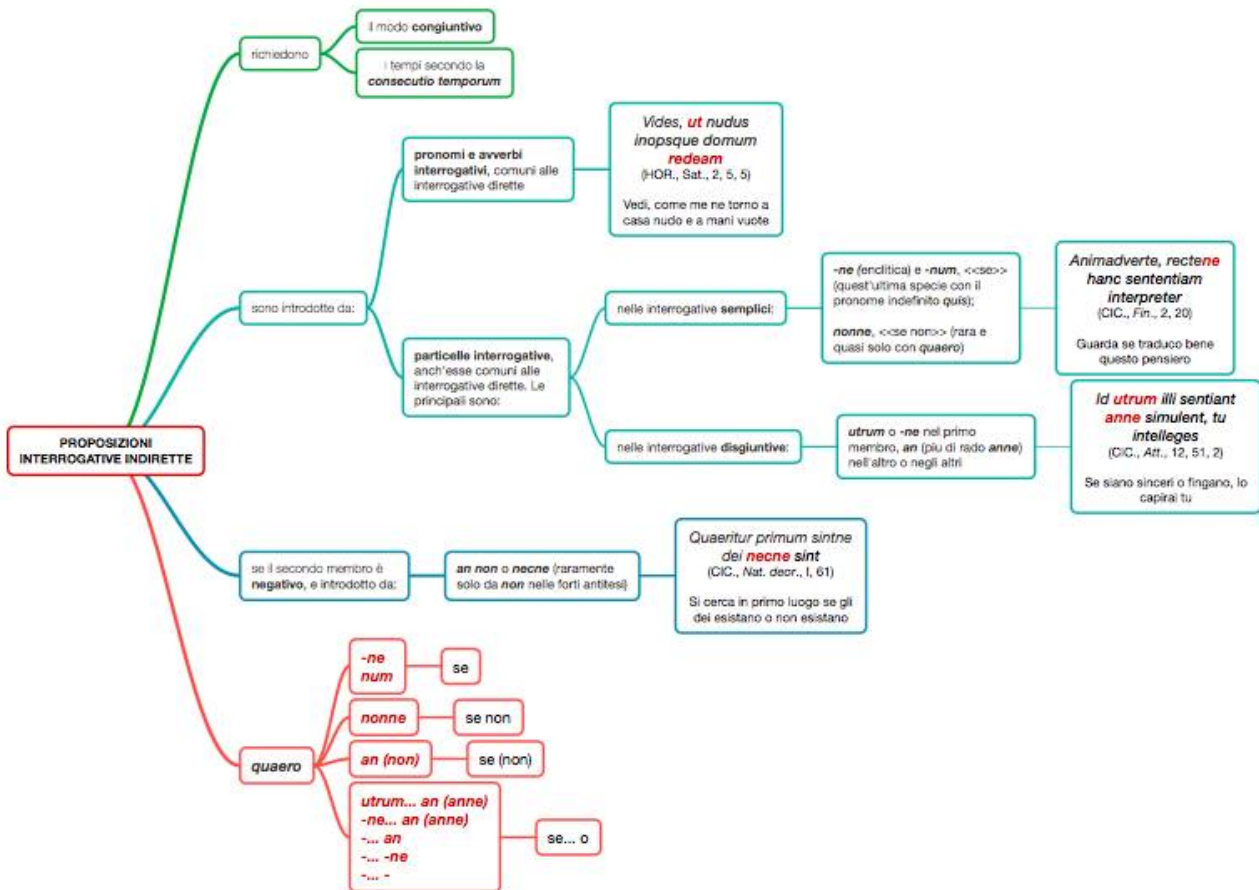 PROPOSIZIONI
INTERROGATIVE INDIRETTE
richiedono
il modo congiuntivo
i tempi secondo la
consecutio temporum
sono introdotte da:
pronomi e avverbi
interrogativi, comuni alle
interrogative dirette
Vides, ut nudus
inopsque domum
redeam
(HOR., Sat., 2, 5, 5)
Vedi, come me ne torno a
casa nudo e a mani vuote
particelle interrogative,
anch'esse comuni alle
interrogative dirette. Le
principali sono:
nelle interrogative semplici:
-ne (enclitica) e -num, <<se>>
(quest'ultima specie con il
pronome indefinito quis);
nonne, <<se non>> (rara e
quasi solo con quaero)
Animadverte, rectene
hanc sententiam
interpreter
(CIC., Fin., 2, 20)
Guarda se traduco bene
questo pensiero
nelle interrogative disgiuntive:
utrum o -ne nel primo
membro, an (piu di rado anne)
nell'altro o negli altri
Id utrum illi sentiant
anne simulent, tu
intelleges
(CIC., Att., 12, 51, 2)
Se siano sinceri o fingano, lo
capirai tu
se il secondo membro è
negativo, e introdotto da:
an non o necne (raramente
solo da non nelle forti antitesi)
Quaeritur primum sintne
dei necne sint
(CIC., Nat. deor., I, 61)
Si cerca in primo luogo se gli
dei esistano o non esistano
quaero
-ne
num
se
nonne
se non
an (non)
se (non)
utrum... an (anne)
-ne... an (anne)
-... an
-... -ne
-... -
se... o